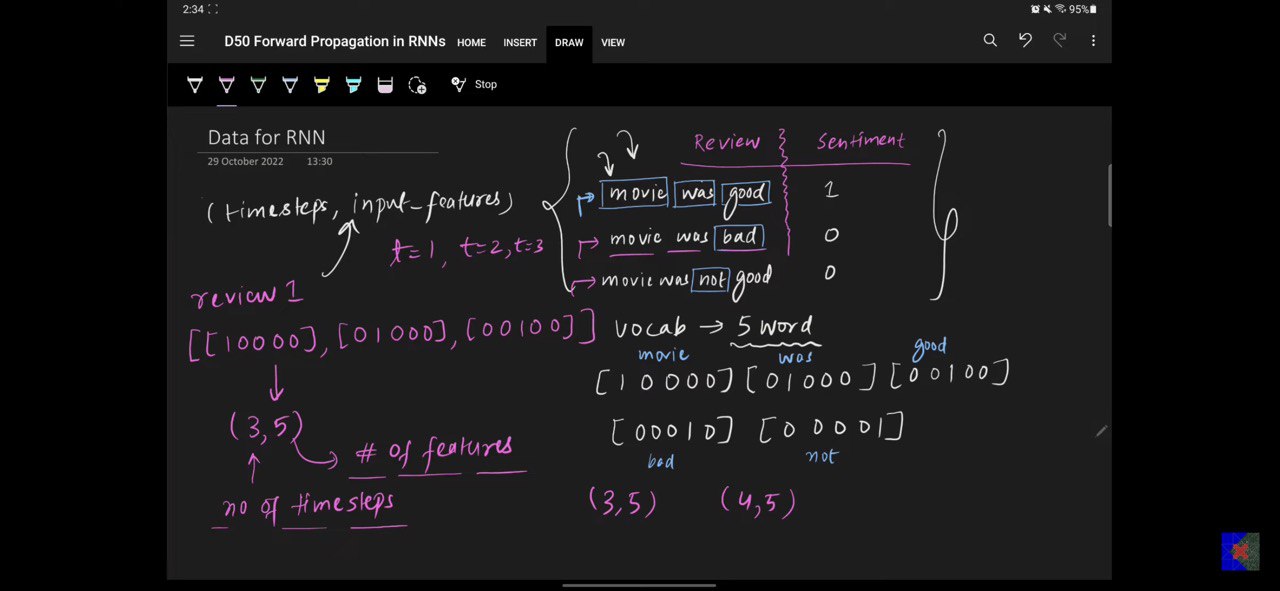 2:34 95%
D50 Forward Propagation in RNNs HOME INSERT DRAW VIEW
Stop
Data for RNN
29 October 2022 13:30
Review Sentiment
movie was good 1
(timesteps, input-features)
movie was bad 0
t=1, t=2, t=3
movie was not good 0
review 1
[[10000], [01000], [00100]]
vocab → 5 word
movie was good
[10000] [01000] [00100]
(3,5)
[00010] [00001]
# of features
bad not
no of timesteps
(3,5) (4,5)